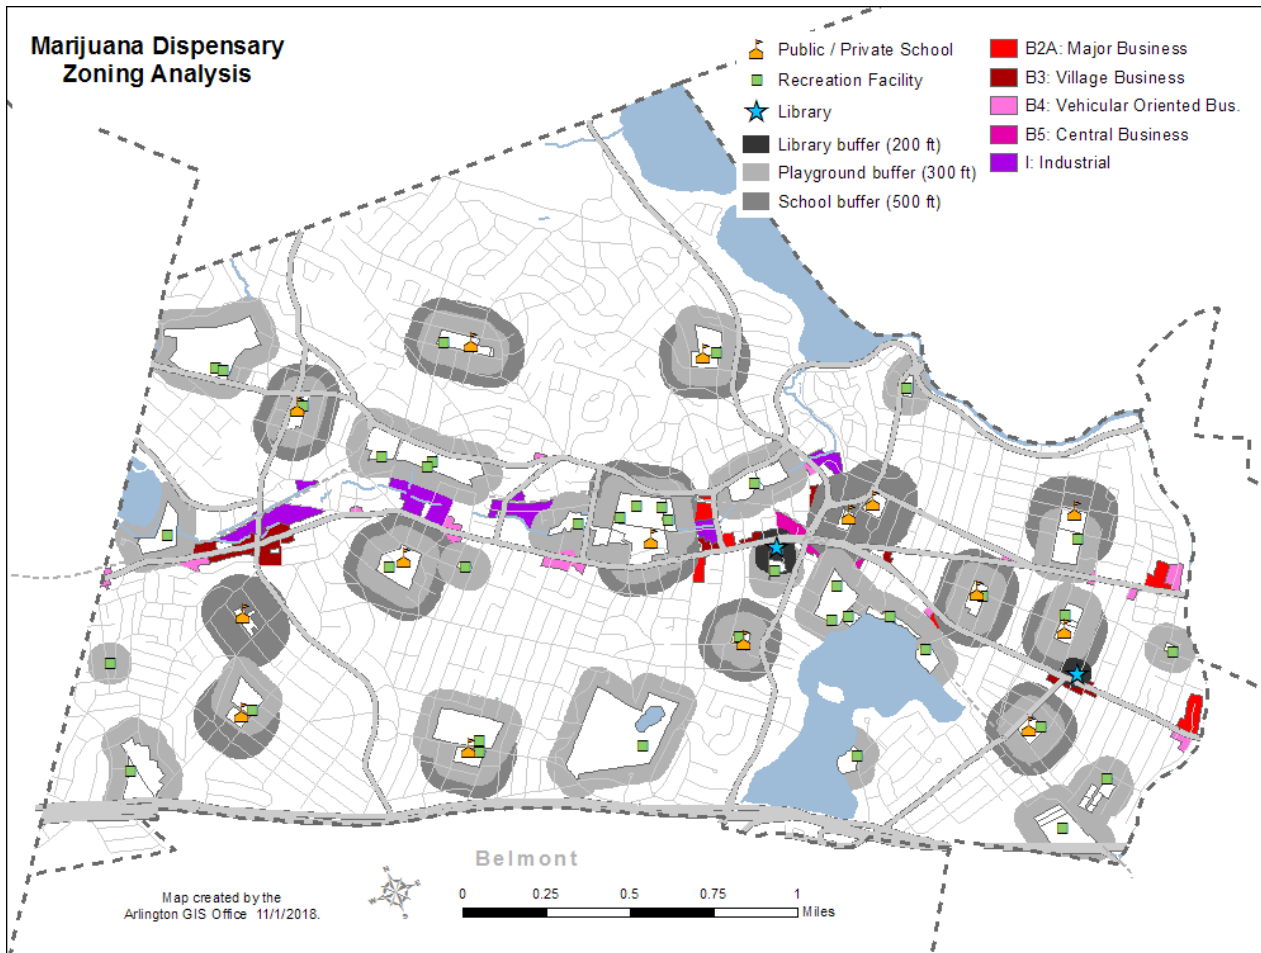 Marijuana Dispensary
Zoning Analysis
Public / Private School
Recreation Facility
Library
Library buffer (200 ft)
Playground buffer (300 ft)
School buffer (500 ft)
B2A: Major Business
B3: Village Business
B4: Vehicular Oriented Bus.
B5: Central Business
I: Industrial
Belmont
Map created by the
Arlington GIS Office 11/1/2018.
0 0.25 0.5 0.75 1
Miles